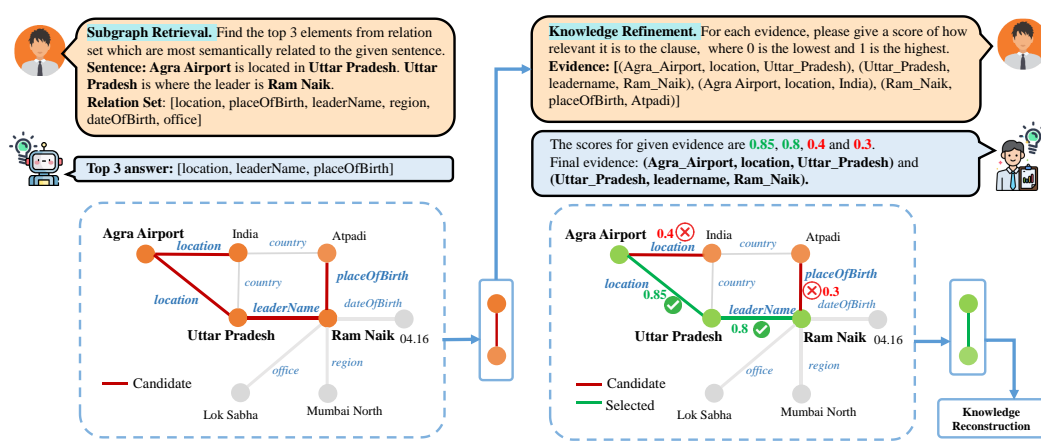 Subgraph Retrieval. Find the top 3 elements from relation
set which are most semantically related to the given sentence.
Sentence: Agra Airport is located in Uttar Pradesh. Uttar
Pradesh is where the leader is Ram Naik.
Relation Set: [location, placeOfBirth, leaderName, region,
dateOfBirth, office]
Top 3 answer: [location, leaderName, placeOfBirth]
Agra Airport
India
Atpadi
location
country
location
country
placeOfBirth
leaderName
dateOfBirth
Uttar Pradesh
Ram Naik
04.16
office
region
Candidate
Lok Sabha
Mumbai North
Knowledge Refinement. For each evidence, please give a score of how
relevant it is to the clause, where 0 is the lowest and 1 is the highest.
Evidence: [(Agra_Airport, location, Uttar_Pradesh), (Uttar_Pradesh,
leadername, Ram_Naik), (Agra Airport, location, India), (Ram_Naik,
placeOfBirth, Atpadi)]
The scores for given evidence are 0.85, 0.8, 0.4 and 0.3.
Final evidence: (Agra_Airport, location, Uttar_Pradesh) and
(Uttar_Pradesh, leadername, Ram_Naik).
Agra Airport
India
0.4
Atpadi
location
country
location
country
placeOfBirth
0.85
0.3
leaderName
dateOfBirth
0.8
Uttar Pradesh
Ram Naik
04.16
office
region
Candidate
Selected
Lok Sabha
Mumbai North
Knowledge
Reconstruction